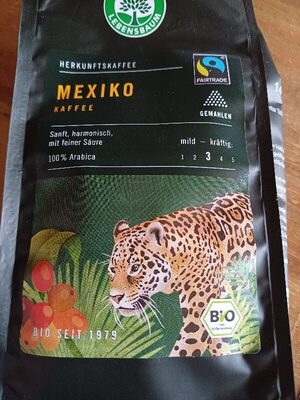 LEBENSBAUM
HERKUNFTSKAFFEE
MEXIKO
KAFFEE
FAIRTRADE
GEMAHLEN
Sanft, harmonisch,
mit feiner Säure
100% Arabica
mild – kräftig:
1 2 3 4 5
BIO SEIT 1979
BIO